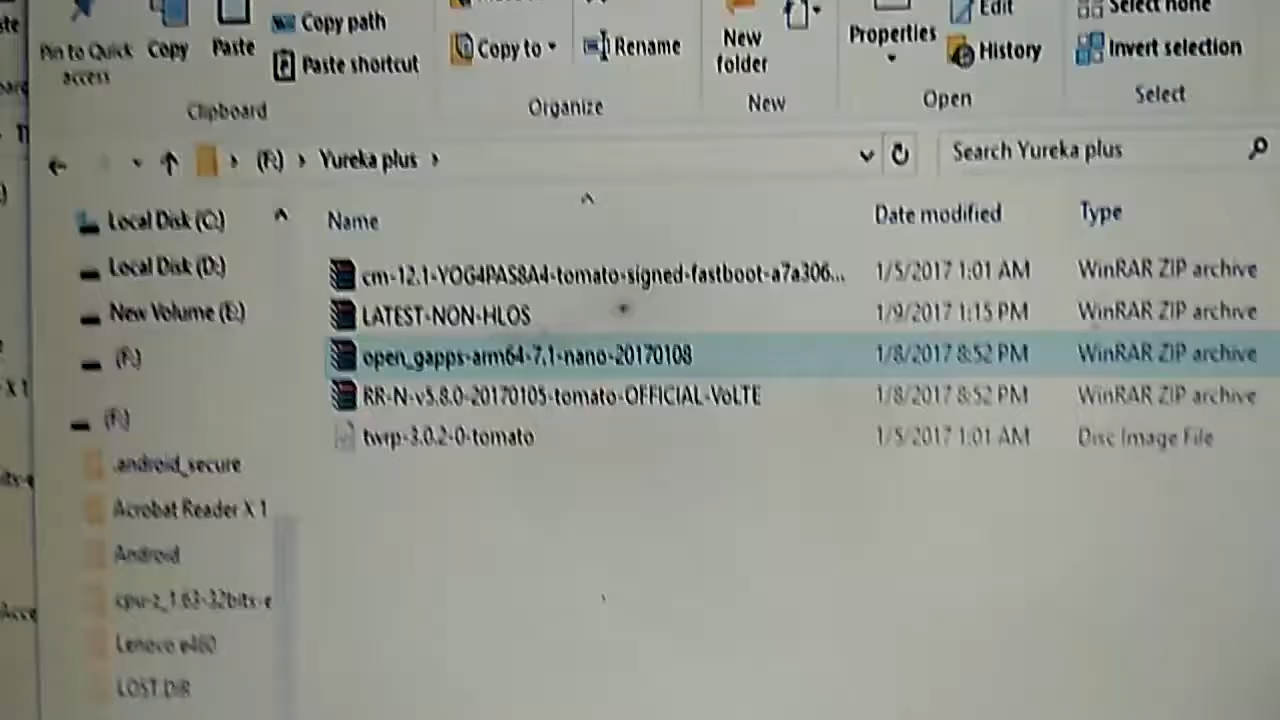 Edit
Select none
Copy path
Pin to Quick access
Copy
Paste
Copy to
Rename
New folder
Properties
History
Invert selection
Paste shortcut
Clipboard
Organize
New
Open
Select
(F:) Yureka plus
Search Yureka plus
Name
Date modified
Type
Local Disk (C:)
Local Disk (D:)
New Volume (E:)
(F:)
(F:)
.android_secure
Acrobat Reader X 1
Android
cpu-z_1.63-32bits-e
Lenovo e460
LOST.DIR
cm-12.1-YOG4PAS8A4-tomato-signed-fastboot-a7a306... 1/5/2017 1:01 AM WinRAR ZIP archive
LATEST-NON-HLOS 1/9/2017 1:15 PM WinRAR ZIP archive
open_gapps-arm64-7.1-nano-20170108 1/8/2017 8:52 PM WinRAR ZIP archive
RR-N-v5.8.0-20170105-tomato-OFFICIAL-VoLTE 1/8/2017 8:52 PM WinRAR ZIP archive
twrp-3.0.2-0-tomato 1/5/2017 1:01 AM Disc Image File